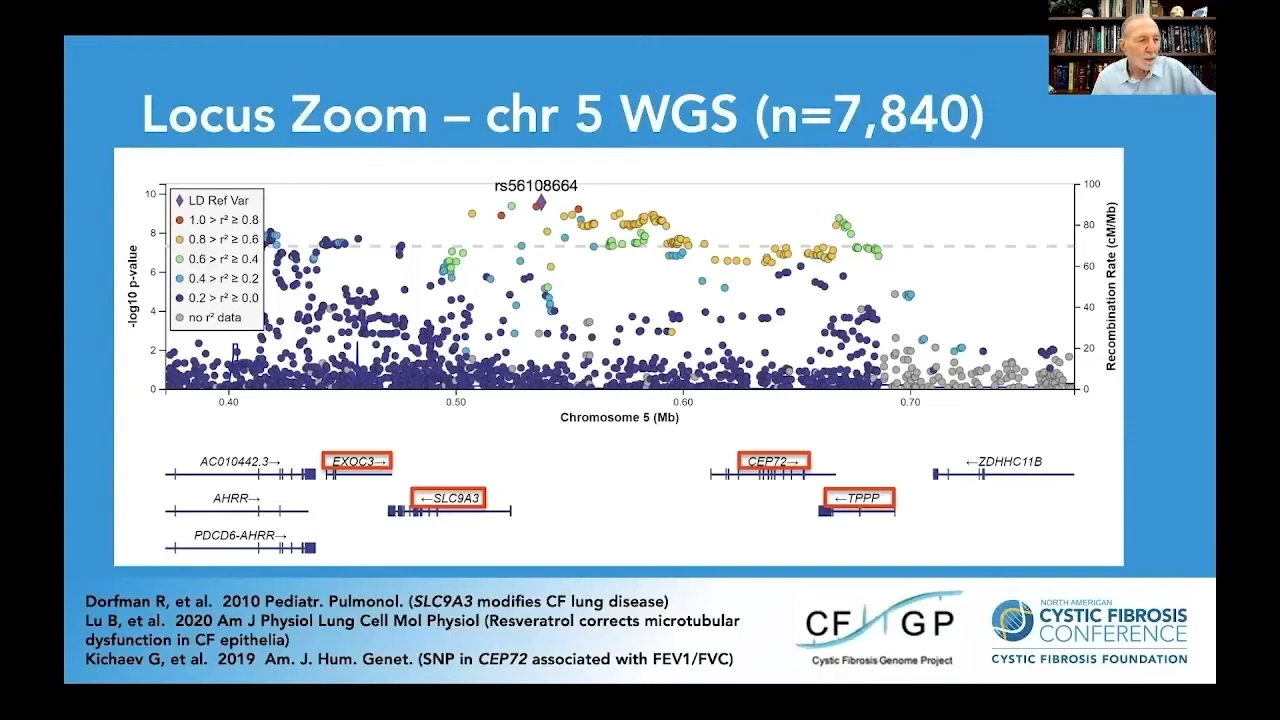 Locus Zoom – chr 5 WGS (n=7,840)
rs56108664
10
8
6
4
2
0
-log10 p-value
LD Ref Var
1.0 > r² ≥ 0.8
0.8 > r² ≥ 0.6
0.6 > r² ≥ 0.4
0.4 > r² ≥ 0.2
0.2 > r² ≥ 0.0
no r² data
100
80
60
40
20
0
Recombination Rate (cM/Mb)
0.40 0.50 0.60 0.70
Chromosome 5 (Mb)
AC010442.3→ EXOC3→ CEP72→ ←ZDHHC11B
AHRR→ ←SLC9A3 ←TPPP
PDCD6-AHRR→
Dorfman R, et al. 2010 Pediatr. Pulmonol. (SLC9A3 modifies CF lung disease)
Lu B, et al. 2020 Am J Physiol Lung Cell Mol Physiol (Resveratrol corrects microtubular
dysfunction in CF epithelia)
Kichaev G, et al. 2019 Am. J. Hum. Genet. (SNP in CEP72 associated with FEV1/FVC)
CF GP
Cystic Fibrosis Genome Project
NORTH AMERICAN
CYSTIC FIBROSIS
CONFERENCE
CYSTIC FIBROSIS FOUNDATION